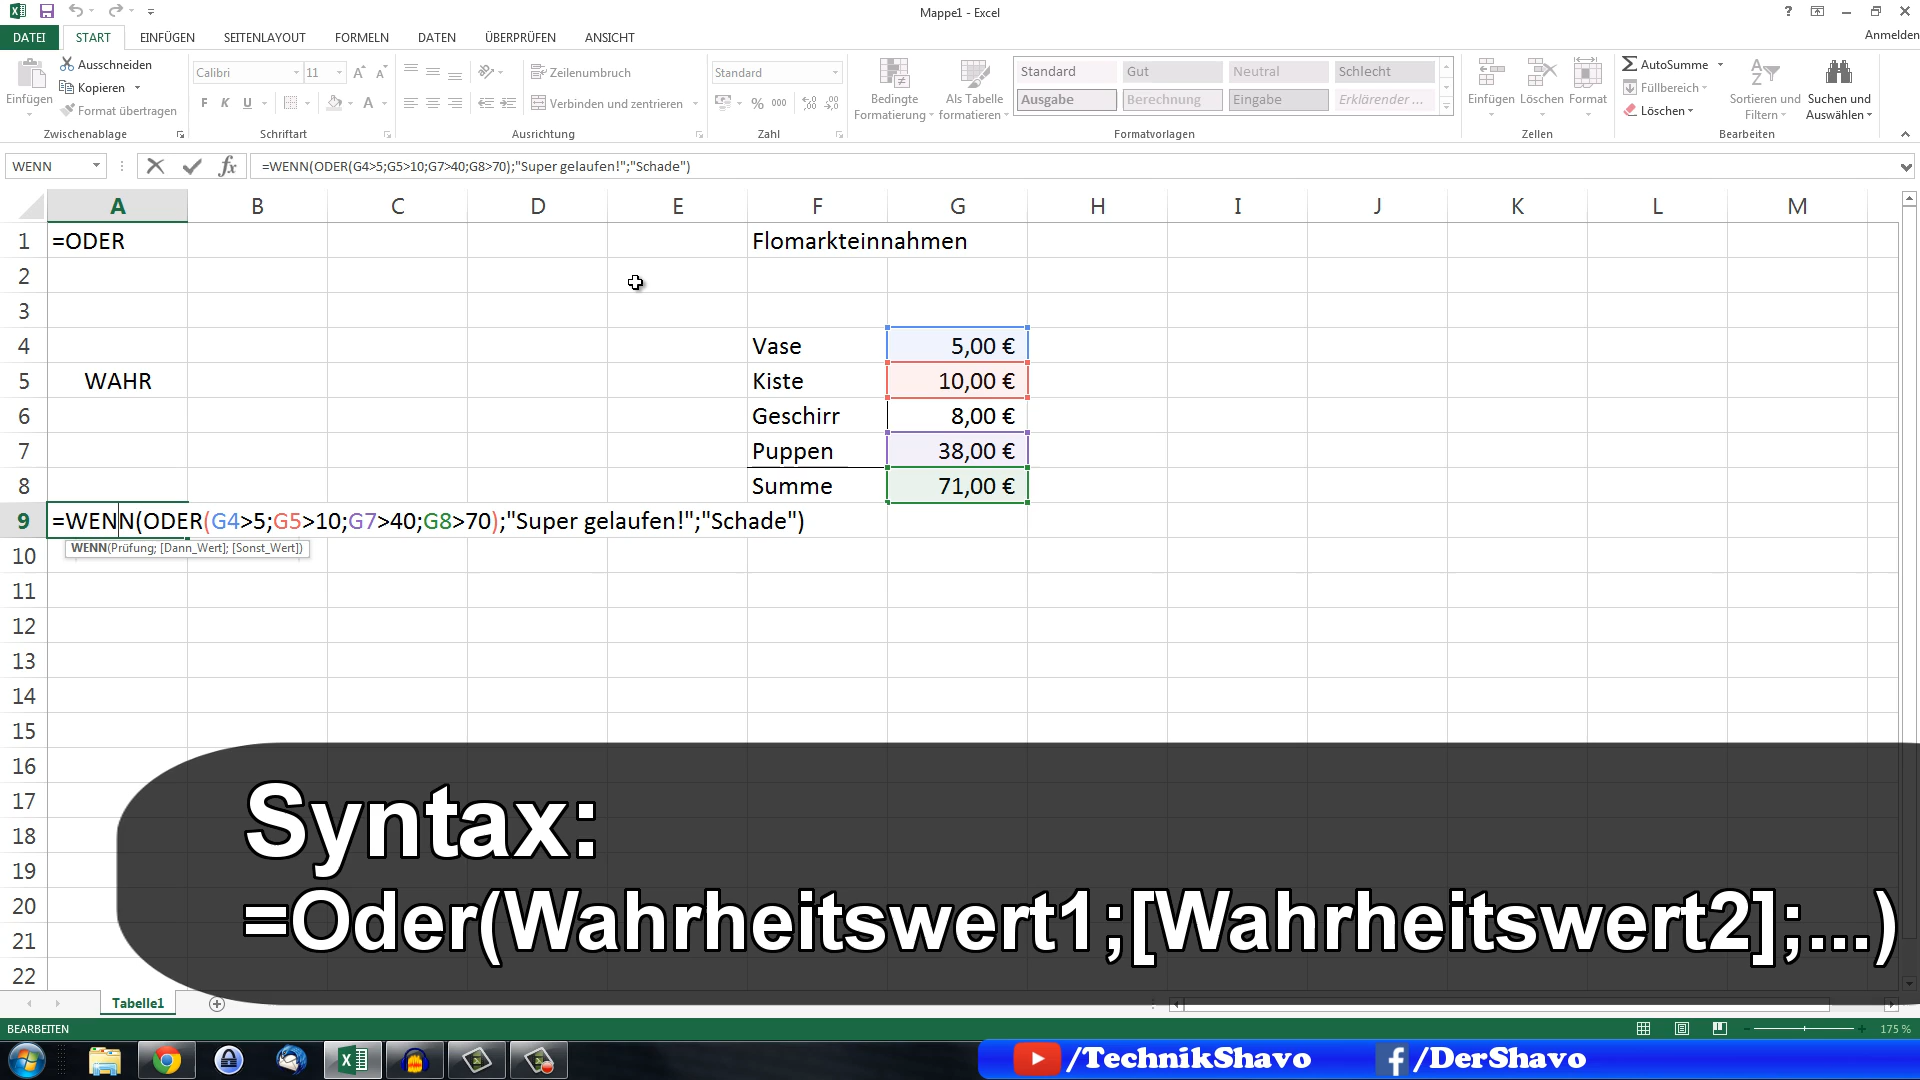 Mappe1 - Excel
Anmelden
DATEI START EINFÜGEN SEITENLAYOUT FORMELN DATEN ÜBERPRÜFEN ANSICHT
Einfügen
Ausschneiden
Kopieren
Format übertragen
Zwischenablage
Calibri 11
F K U
Schriftart
Zeilenumbruch
Verbinden und zentrieren
Ausrichtung
Standard
% 000
Zahl
Bedingte
Formatierung
Als Tabelle
formatieren
Standard Gut Neutral Schlecht
Ausgabe Berechnung Eingabe Erklärender ...
Formatvorlagen
Einfügen Löschen Format
Zellen
AutoSumme
Füllbereich
Löschen
Sortieren und
Filtern
Suchen und
Auswählen
Bearbeiten
WENN
=WENN(ODER(G4>5;G5>10;G7>40;G8>70);"Super gelaufen!";"Schade")
A B C D E F G H I J K L M
1 =ODER Flomarkteinnahmen
2
3
4 Vase 5,00 €
5 WAHR Kiste 10,00 €
6 Geschirr 8,00 €
7 Puppen 38,00 €
8 Summe 71,00 €
9 =WENN(ODER(G4>5;G5>10;G7>40;G8>70);"Super gelaufen!";"Schade")
WENN(Prüfung; [Dann_Wert]; [Sonst_Wert])
10
11
12
13
14
15
16
17
18
19
20
21
22
Syntax:
=Oder(Wahrheitswert1;[Wahrheitswert2];...)
Tabelle1
BEARBEITEN
175 %
/TechnikShavo
/DerShavo